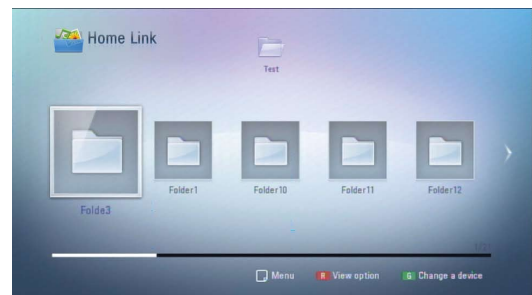 Home Link
Test
Folde3
Folder1
Folder10
Folder11
Folder12
Menu
R View option
G Change a device